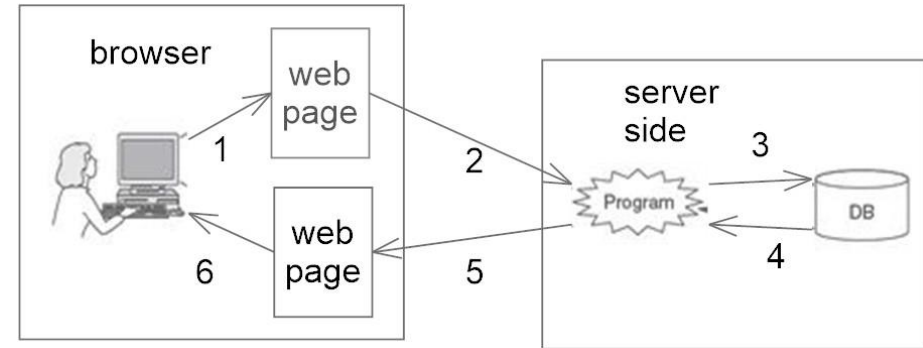 browser
web
page
1
2
server
side
3
Program
DB
4
web
page
5
6